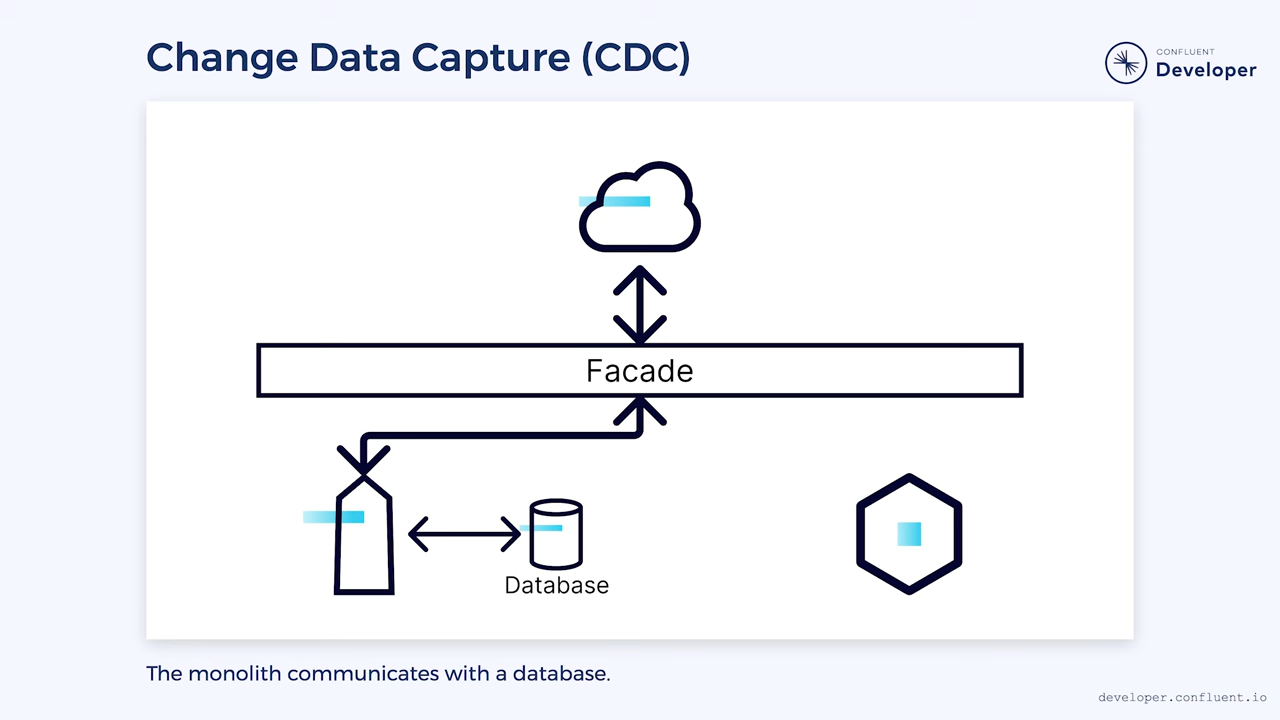 Change Data Capture (CDC)
CONFLUENT
Developer
Facade
Database
The monolith communicates with a database.
developer.confluent.io